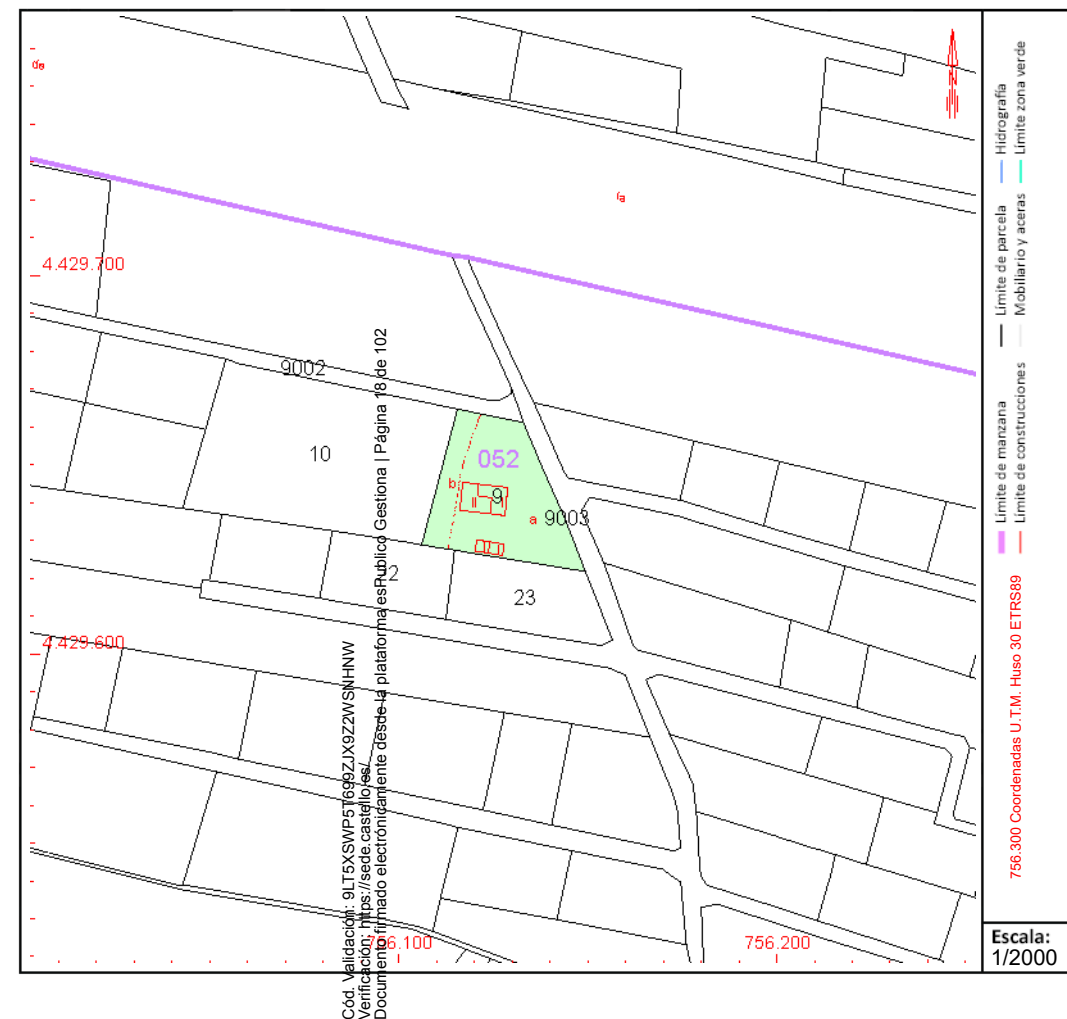 4.429.700
9002
10
052
b
9
II
a
9003
22
23
4.429.600
756.100
756.200
N
Hidrografía
Límite zona verde
Límite de parcela
Mobiliario y aceras
Límite de manzana
Límite de construcciones
756.300 Coordenadas U.T.M. Huso 30 ETRS89
Escala:
1/2000
Cód. Validación: 9LT5XSWP5T699ZJX9Z2WSNHNW
Verificación: https://sede.castello.es/
Documento firmado electrónicamente desde la plataforma esPublico Gestiona | Página 18 de 102